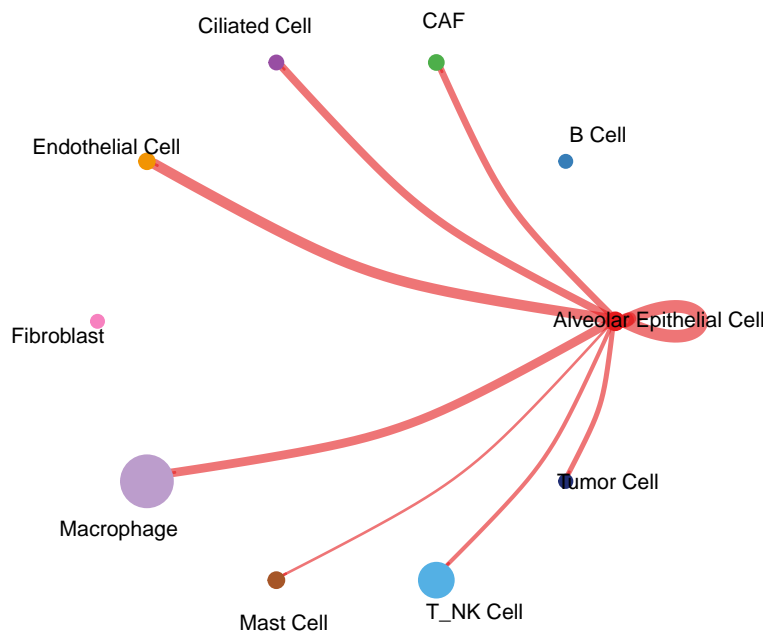 CAF
Ciliated Cell
B Cell
Endothelial Cell
Alveolar Epithelial Cell
Fibroblast
Tumor Cell
Macrophage
T_NK Cell
Mast Cell